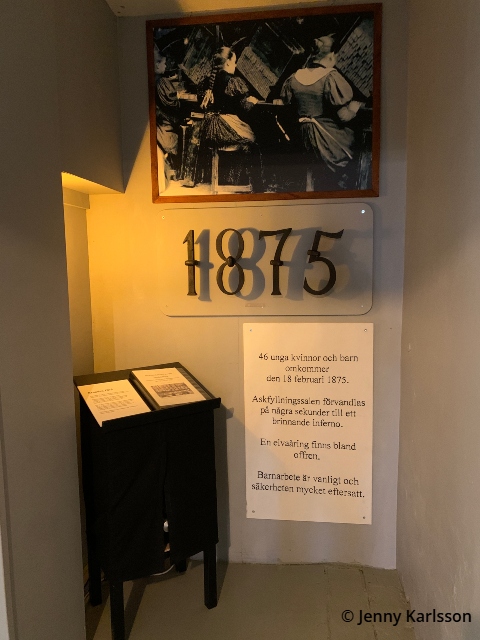 1875
46 unga kvinnor och barn
omkommer
den 18 februari 1875.
Askfyllningssalen förvandlas
på några sekunder till ett
brinnande inferno.
En elvaåring finns bland
offren.
Barnarbete är vanligt och
säkerheten mycket eftersatt.
© Jenny Karlsson